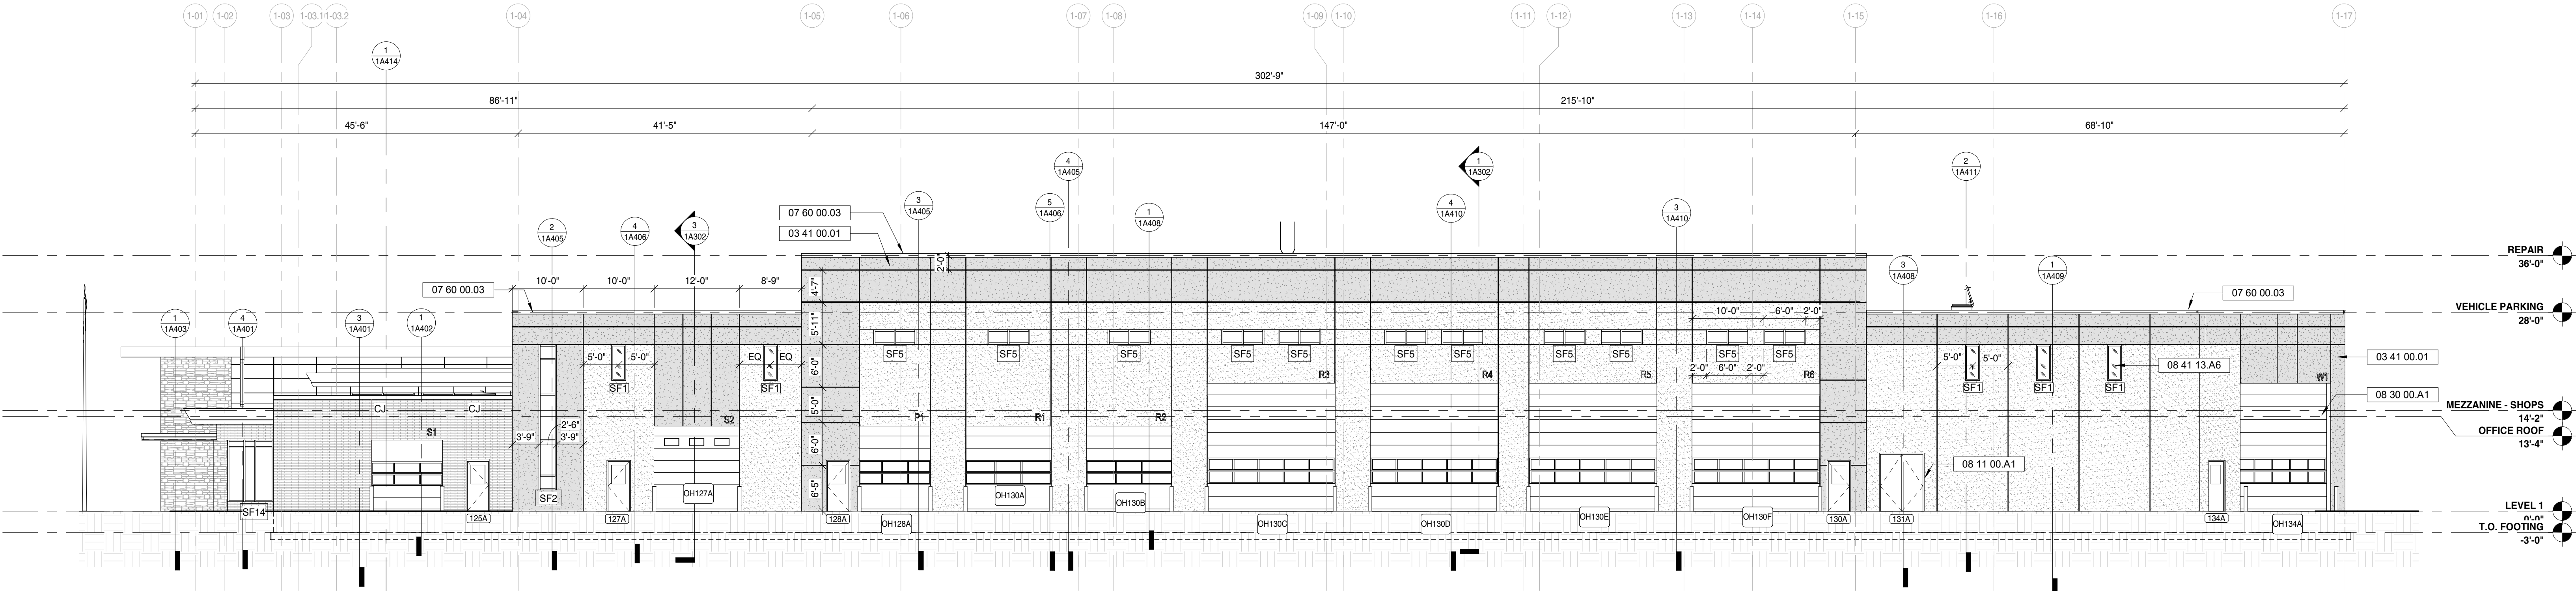 1-01
1-02
1-03
1-03.1
1-03.2
1-04
1-05
1-06
1-07
1-08
1-09
1-10
1-11
1-12
1-13
1-14
1-15
1-16
1-17
1
1A414
302'-9"
86'-11"
215'-10"
45'-6"
41'-5"
147'-0"
68'-10"
4
1A405
1
1A302
2
1A411
3
1A405
5
1A406
1
1A408
4
1A410
3
1A410
07 60 00.03
03 41 00.01
2
1A405
4
1A406
3
1A302
3
1A408
1
1A409
REPAIR
36'-0"
2'-0"
10'-0"
10'-0"
12'-0"
8'-9"
4'-7"
07 60 00.03
07 60 00.03
VEHICLE PARKING
28'-0"
1
1A403
4
1A401
3
1A401
1
1A402
5'-11"
10'-0"
6'-0"
2'-0"
5'-0"
5'-0"
EQ
EQ
SF5
SF5
SF5
SF5
SF5
SF5
SF5
SF5
SF5
SF5
SF5
5'-0"
5'-0"
03 41 00.01
08 41 13.A6
6'-0"
2'-0"
6'-0"
2'-0"
R3
R4
R5
R6
W1
SF1
SF1
SF1
SF1
SF1
08 30 00.A1
CJ
CJ
5'-0"
MEZZANINE - SHOPS
14'-2"
S2
P1
R1
R2
OFFICE ROOF
13'-4"
S1
3'-9"
2'-6"
3'-9"
6'-0"
08 11 00.A1
6'-5"
SF2
OH127A
OH130A
OH130B
SF14
125A
127A
128A
OH128A
OH130C
OH130D
OH130E
OH130F
130A
131A
134A
OH134A
LEVEL 1
0'-0"
T.O. FOOTING
-3'-0"